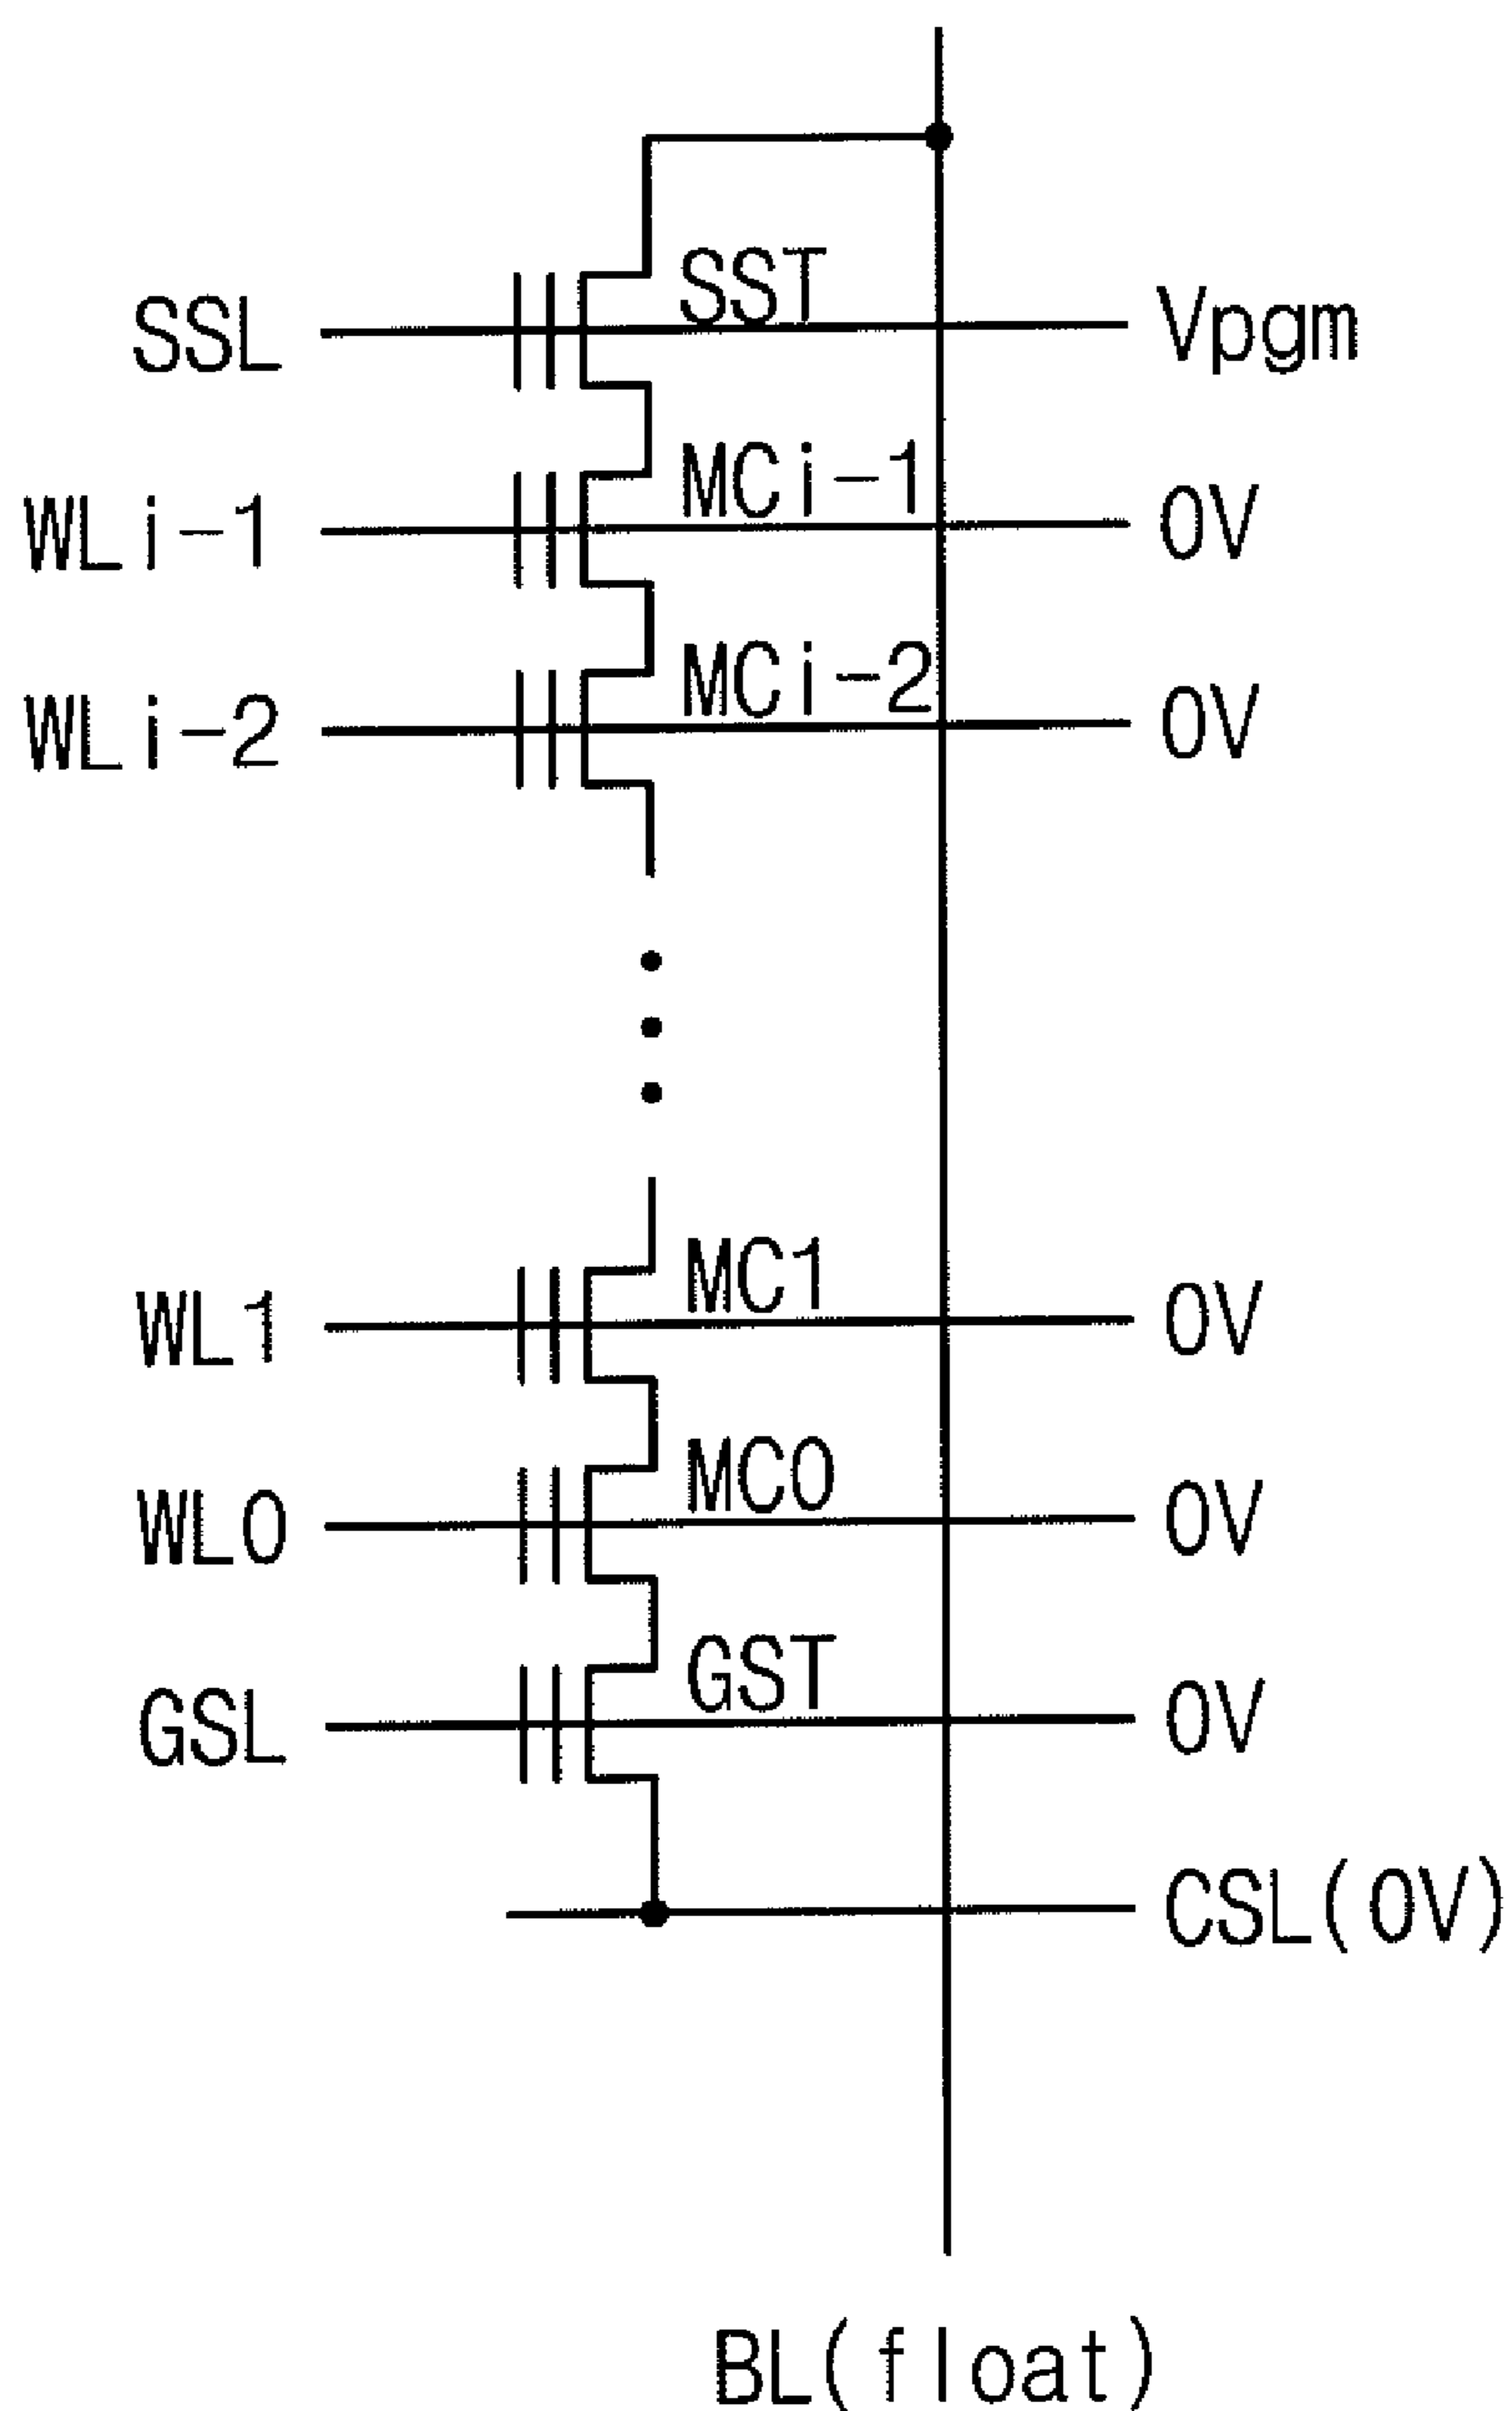 SST
SSL Vpgm
MCi-1
WLi-1 0V
MCi-2
WLi-2 0V
MC1
WL1 0V
MC0
WL0 0V
GST
GSL 0V
CSL(0V)
BL(float)